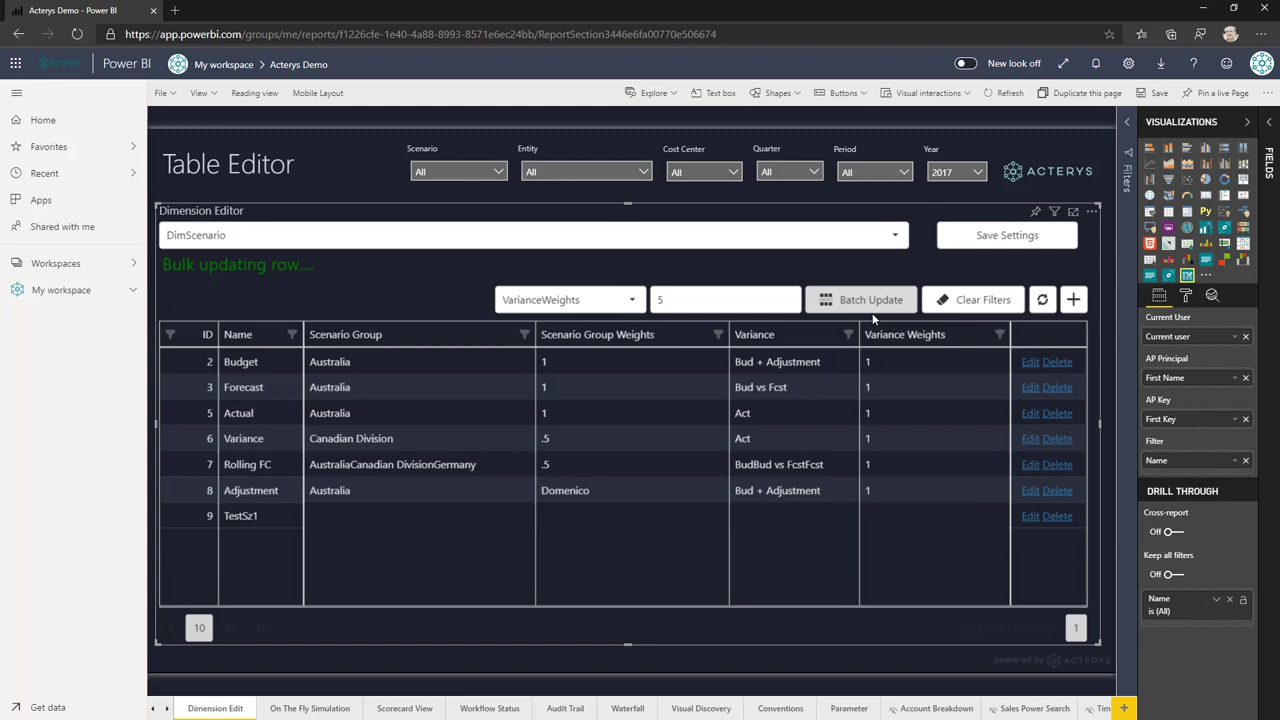 Acterys Demo - Power BI
https://app.powerbi.com/groups/me/reports/f1226cfe-1e40-4a88-8993-8571e6ec24bb/ReportSection3446e6fa00770e506674
Power BI My workspace > Acterys Demo New look off
File View Reading view Mobile Layout Explore Text box Shapes Buttons Visual interactions Refresh Duplicate this page Save Pin a live Page
Home
Favorites
Recent
Apps
Shared with me
Workspaces
My workspace
Get data
Table Editor
Scenario Entity Cost Center Quarter Period Year
All All All All All 2017
ACTERYS
Dimension Editor
DimScenario Save Settings
Bulk updating row....
VarianceWeights 5 Batch Update Clear Filters
ID Name Scenario Group Scenario Group Weights Variance Variance Weights
2 Budget Australia 1 Bud + Adjustment 1 Edit Delete
3 Forecast Australia 1 Bud vs Fcst 1 Edit Delete
5 Actual Australia 1 Act 1 Edit Delete
6 Variance Canadian Division .5 Act 1 Edit Delete
7 Rolling FC AustraliaCanadian DivisionGermany .5 BudBud vs FcstFcst 1 Edit Delete
8 Adjustment Australia Domenico Bud + Adjustment 1 Edit Delete
9 TestSz1 Edit Delete
5 10 20 50 1
powered by ACTERYS
Dimension Edit On The Fly Simulation Scorecard View Workflow Status Audit Trail Waterfall Visual Discovery Conventions Parameter Account Breakdown Sales Power Search
Filters
VISUALIZATIONS
FIELDS
Current User
Current user
AP Principal
First Name
AP Key
First Key
Filter
Name
DRILL THROUGH
Cross-report
Off
Keep all filters
Off
Name
is (All)